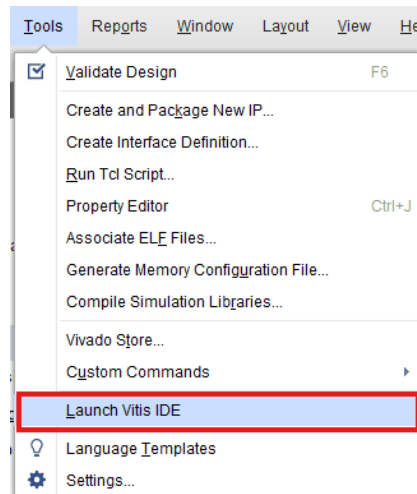 Tools Reports Window Layout View He
Validate Design F6
Create and Package New IP...
Create Interface Definition...
Run Tcl Script...
Property Editor Ctrl+J
Associate ELF Files...
Generate Memory Configuration File...
Compile Simulation Libraries...
Vivado Store...
Custom Commands
Launch Vitis IDE
Language Templates
Settings...